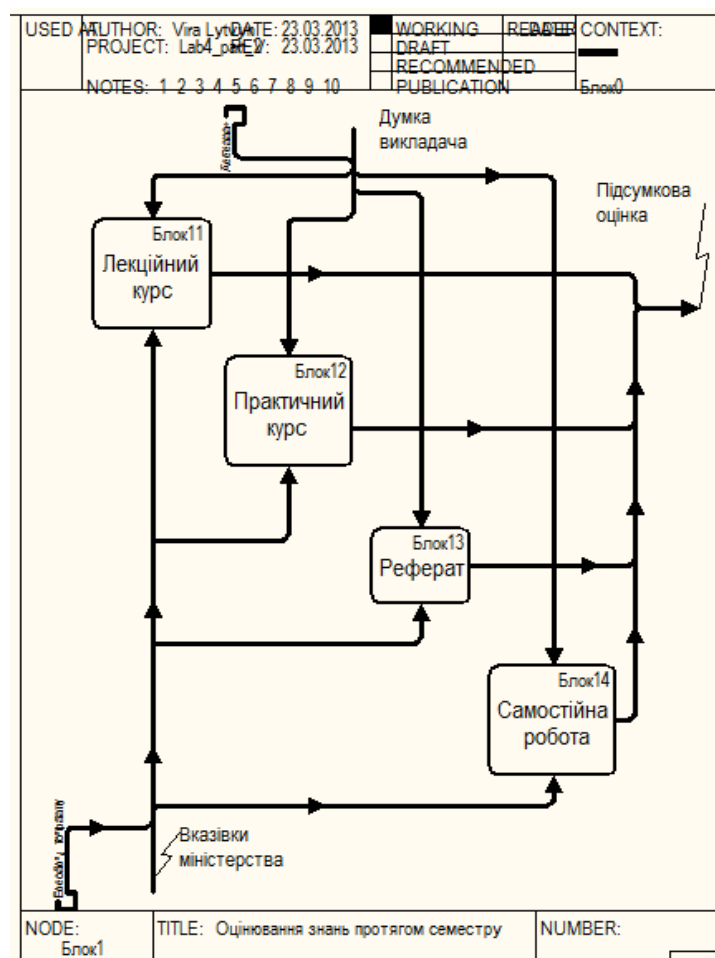 USED AT:
AUTHOR: Vira Lytvyn DATE: 23.03.2013
PROJECT: Lab4_part_2 REV: 23.03.2013
NOTES: 1 2 3 4 5 6 7 8 9 10
WORKING
DRAFT
RECOMMENDED
PUBLICATION
READER DATE
CONTEXT:
Блок0
Думка
викладача
Підсумкова
оцінка
Блок11
Лекційний
курс
Блок12
Практичний
курс
Блок13
Реферат
Блок14
Самостійна
робота
Вказівки
міністерства
NODE:
Блок1
TITLE: Оцінювання знань протягом семестру
NUMBER: